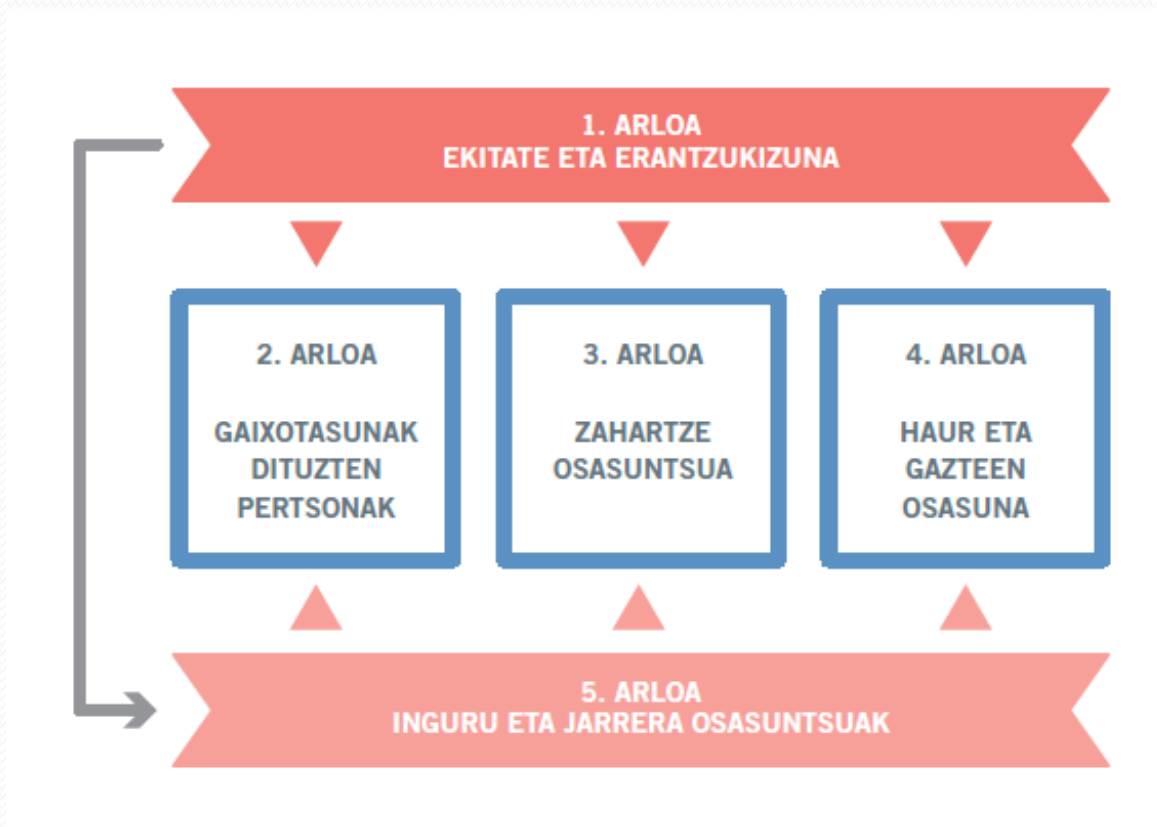 1. ARLOA
EKITATE ETA ERANTZUKIZUNA
2. ARLOA
GAIXOTASUNAK
DITUZTEN
PERTSONAK
3. ARLOA
ZAHARTZE
OSASUNTSUA
4. ARLOA
HAUR ETA
GAZTEEN
OSASUNA
5. ARLOA
INGURU ETA JARRERA OSASUNTSUAK